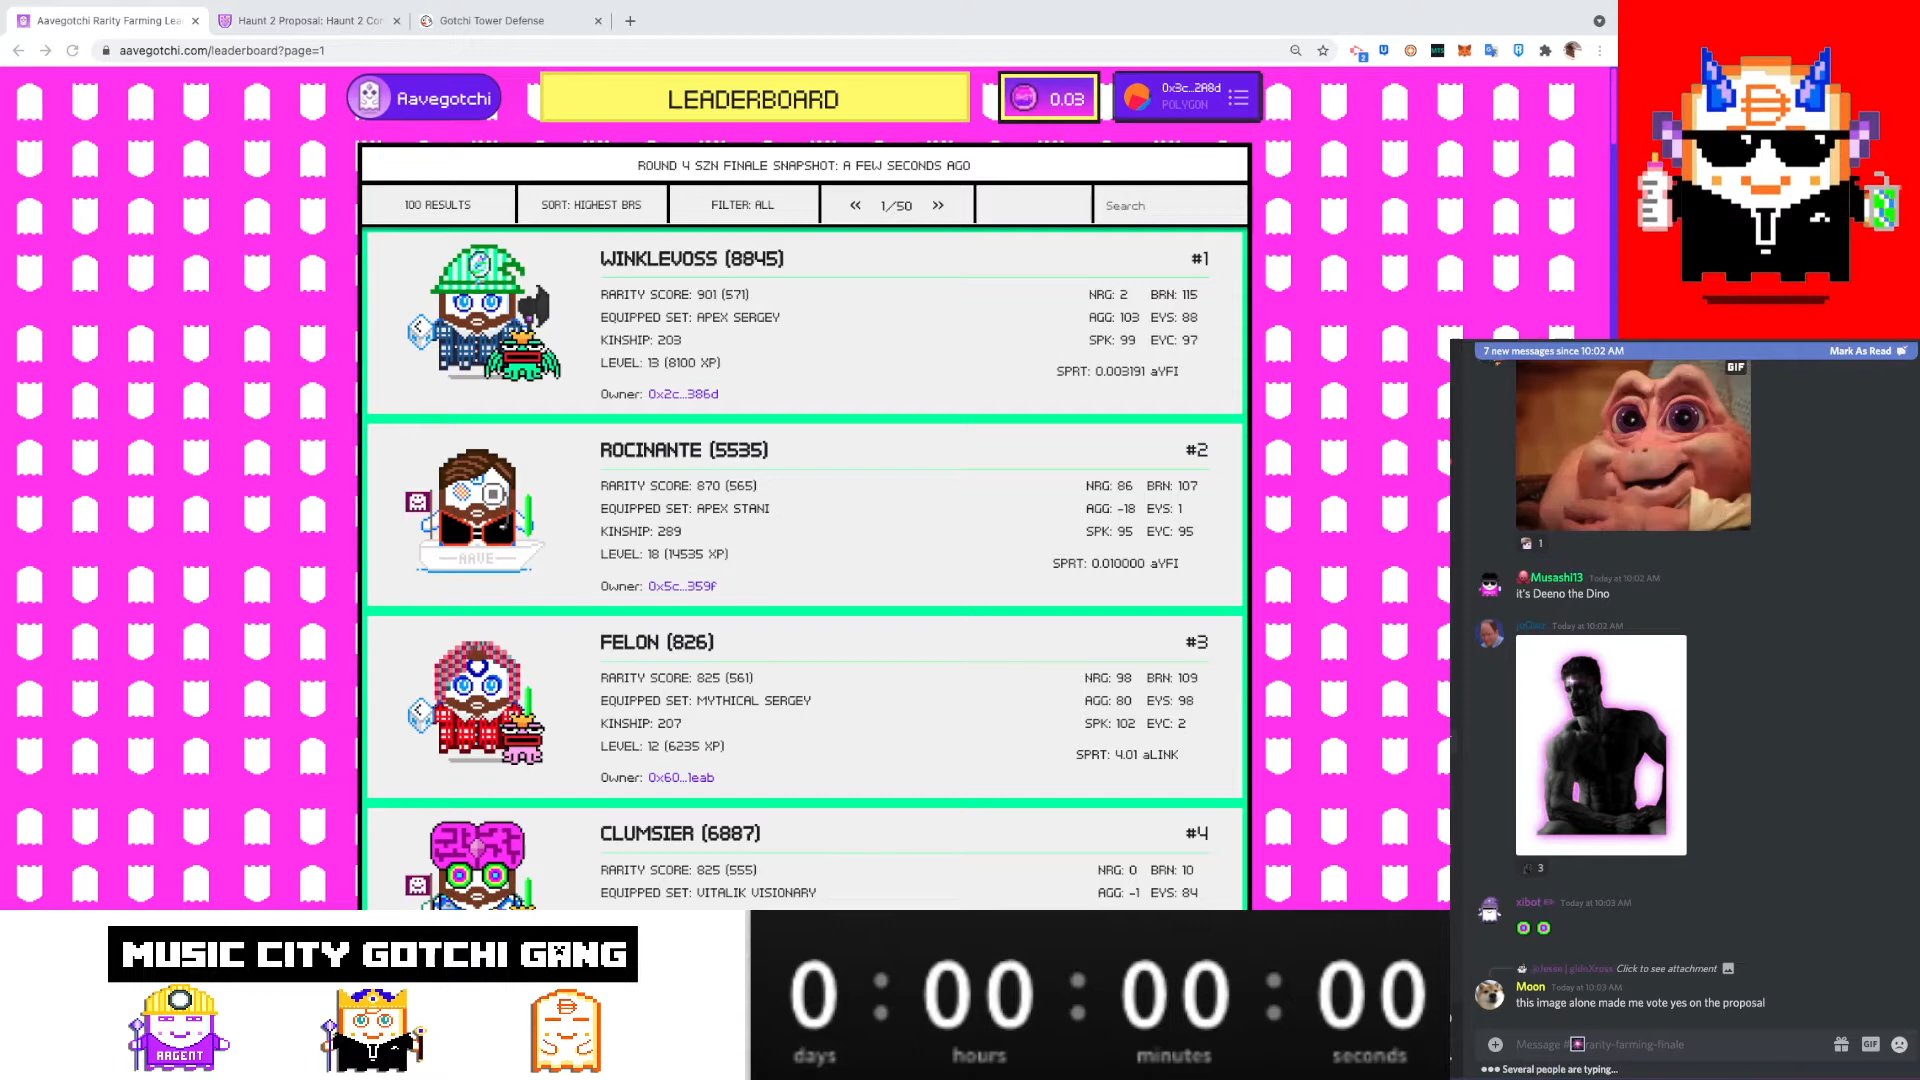 Aavegotchi Rarity Farming Lea
Haunt 2 Proposal: Haunt 2 Con
Gotchi Tower Defense
aavegotchi.com/leaderboard?page=1
Aavegotchi
LEADERBOARD
0.03
0x3c...2A8d
POLYGON
ROUND 4 SZN FINALE SNAPSHOT: A FEW SECONDS AGO
100 RESULTS
SORT: HIGHEST BRS
FILTER: ALL
« 1/50 »
Search
WINKLEVOSS (8845)
#1
RARITY SCORE: 901 (571)
NRG: 2 BRN: 115
EQUIPPED SET: APEX SERGEY
AGG: 103 EYS: 88
KINSHIP: 203
SPK: 99 EYC: 97
LEVEL: 13 (8100 XP)
SPRT: 0.003191 aYFI
Owner: 0x2c...386d
ROCINANTE (5535)
#2
RARITY SCORE: 870 (565)
NRG: 86 BRN: 107
EQUIPPED SET: APEX STANI
AGG: -18 EYS: 1
KINSHIP: 289
SPK: 95 EYC: 95
LEVEL: 18 (14535 XP)
SPRT: 0.010000 aYFI
Owner: 0x5c...359f
AAVE
FELON (826)
#3
RARITY SCORE: 825 (561)
NRG: 98 BRN: 109
EQUIPPED SET: MYTHICAL SERGEY
AGG: 80 EYS: 98
KINSHIP: 207
SPK: 102 EYC: 2
LEVEL: 12 (6235 XP)
SPRT: 4.01 aLINK
Owner: 0x60...1eab
CLUMSIER (6887)
#4
RARITY SCORE: 825 (555)
NRG: 0 BRN: 10
EQUIPPED SET: VITALIK VISIONARY
AGG: -1 EYS: 84
7 new messages since 10:02 AM
Mark As Read
GIF
1
Musashi13 Today at 10:02 AM
it's Deeno the Dino
Today at 10:02 AM
3
xibot Today at 10:03 AM
Click to see attachment
Moon Today at 10:03 AM
this image alone made me vote yes on the proposal
Message # rarity-farming-finale
GIF
Several people are typing...
MUSIC CITY GOTCHI GANG
AAGENT
0 : 00 : 00 : 00
days hours minutes seconds